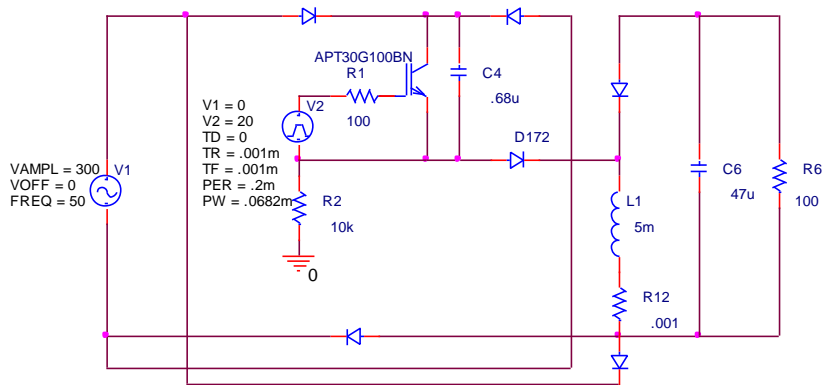 APT30G100BN
R1
100
C4
.68u
V1 = 0
V2 = 20
TD = 0
TR = .001m
TF = .001m
PER = .2m
PW = .0682m
V2
D172
VAMPL = 300
VOFF = 0
FREQ = 50
V1
R2
10k
0
L1
5m
R12
.001
C6
47u
R6
100